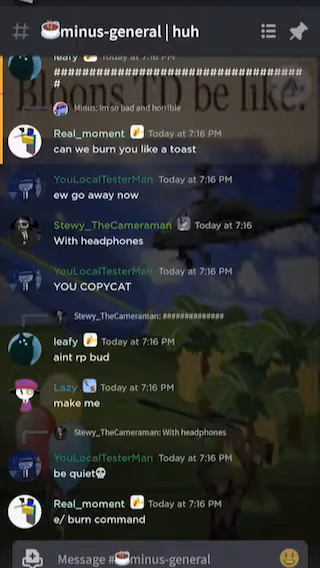 # ☕minus-general | huh
leafy Today at 7:16 PM
##################################
#
Bloons TD be like:
Minus: Im so bad and horrible
Real_moment Today at 7:16 PM
can we burn you like a toast
YouLocalTesterMan Today at 7:16 PM
ew go away now
Stewy_TheCameraman Today at 7:16
With headphones
YouLocalTesterMan Today at 7:16 PM
YOU COPYCAT
Stewy_TheCameraman: ##############
leafy Today at 7:16 PM
aint rp bud
Lazy Today at 7:16 PM
make me
Stewy_TheCameraman: With headphones
YouLocalTesterMan Today at 7:16 PM
be quiet💀
Real_moment Today at 7:16 PM
e/ burn command
Message #☕minus-general